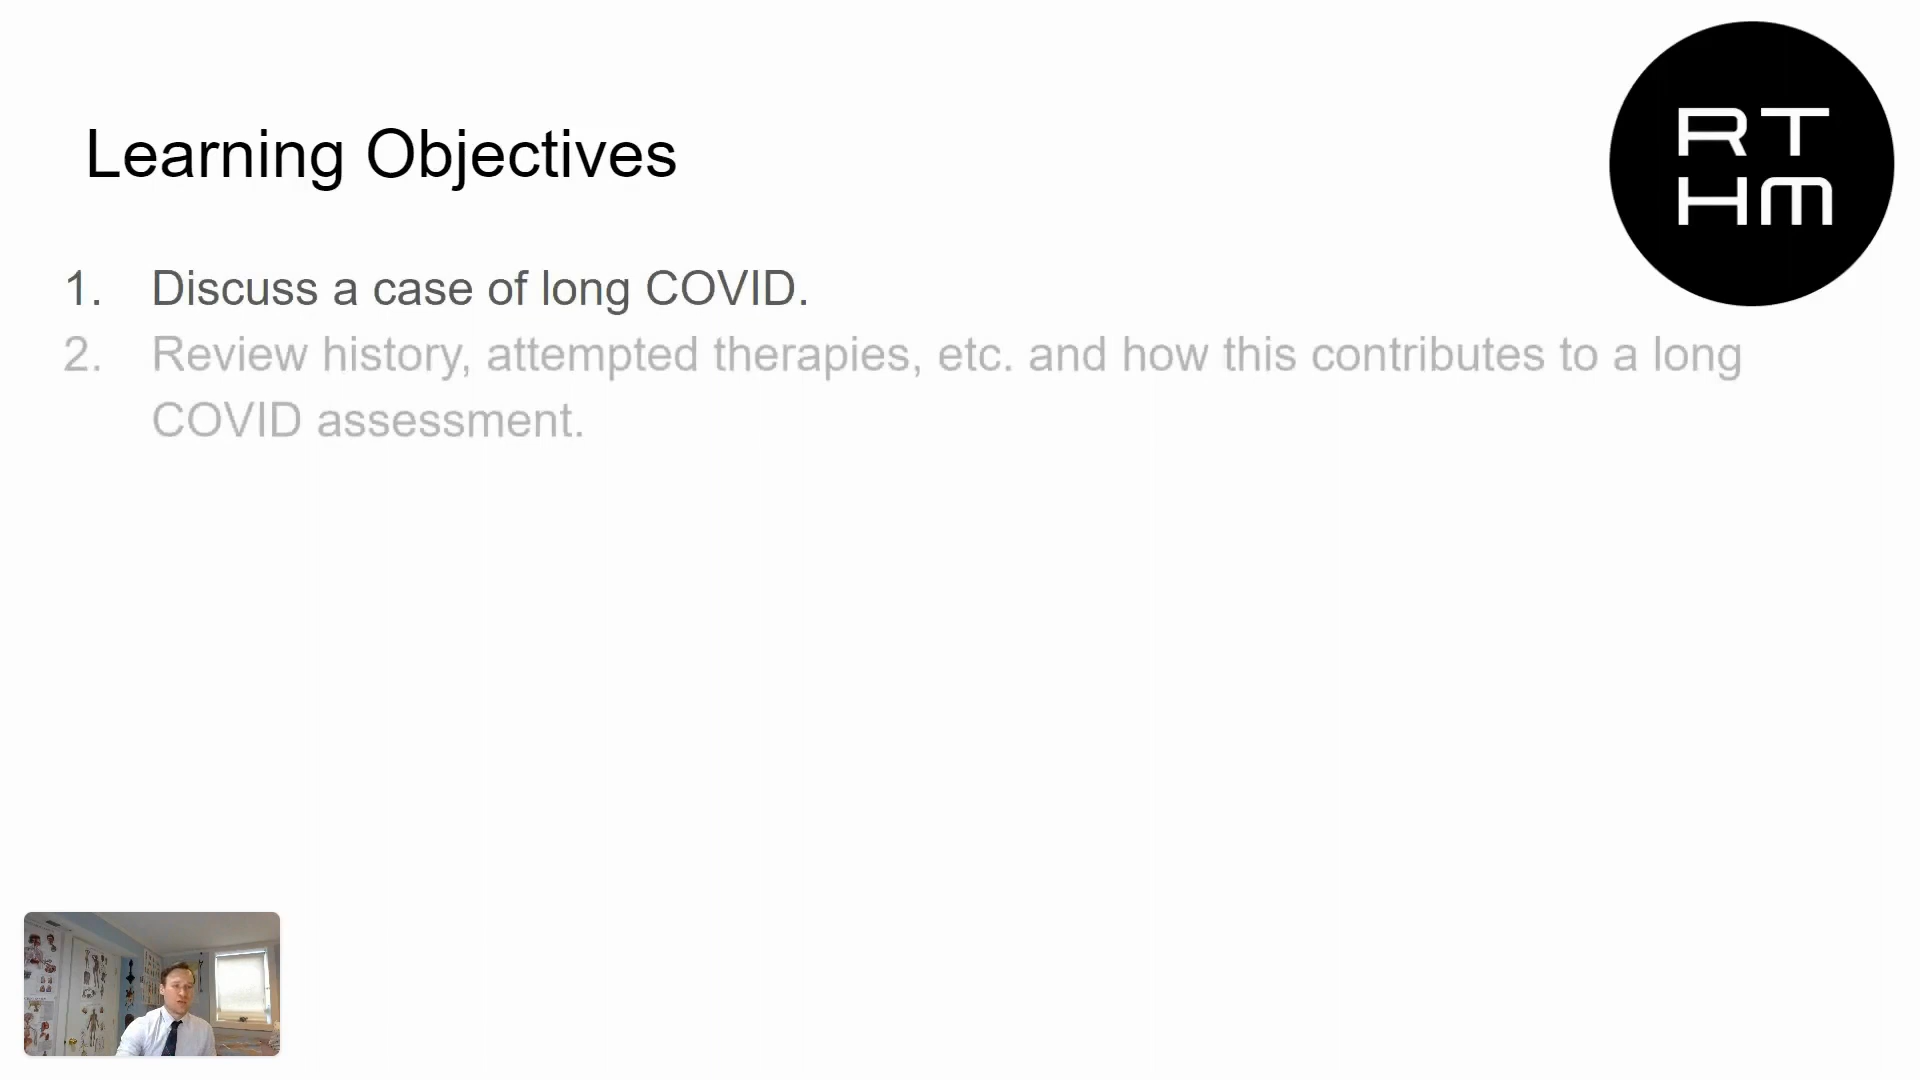 RT
HM
Learning Objectives
1. Discuss a case of long COVID.
2. Review history, attempted therapies, etc. and how this contributes to a long
COVID assessment.